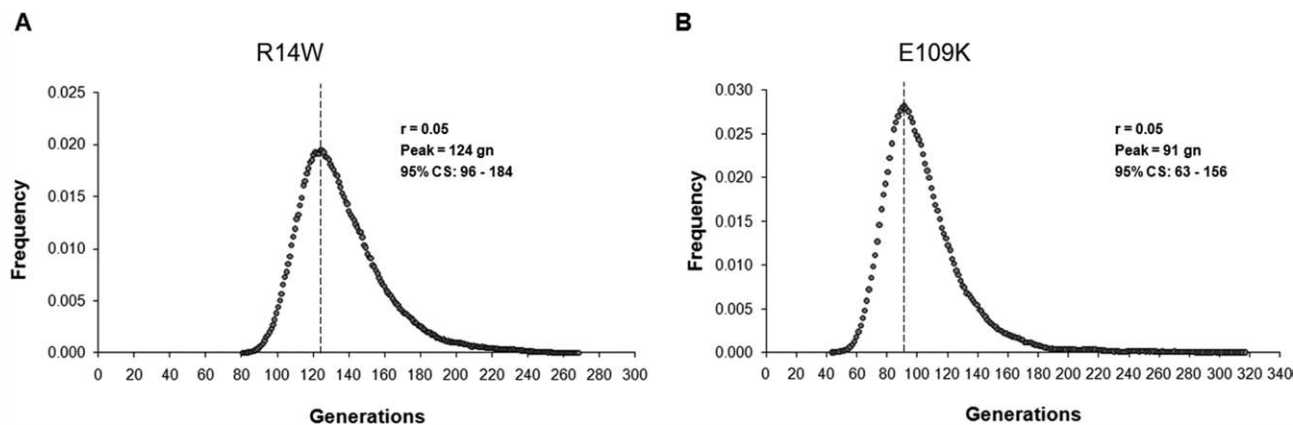 A
R14W
0.025
0.020
0.015
0.010
0.005
0.000
Frequency
r = 0.05
Peak = 124 gn
95% CS: 96 - 184
0 20 40 60 80 100 120 140 160 180 200 220 240 260 280 300
Generations
B
E109K
0.030
0.025
0.020
0.015
0.010
0.005
0.000
Frequency
r = 0.05
Peak = 91 gn
95% CS: 63 - 156
0 20 40 60 80 100 120 140 160 180 200 220 240 260 280 300 320 340
Generations